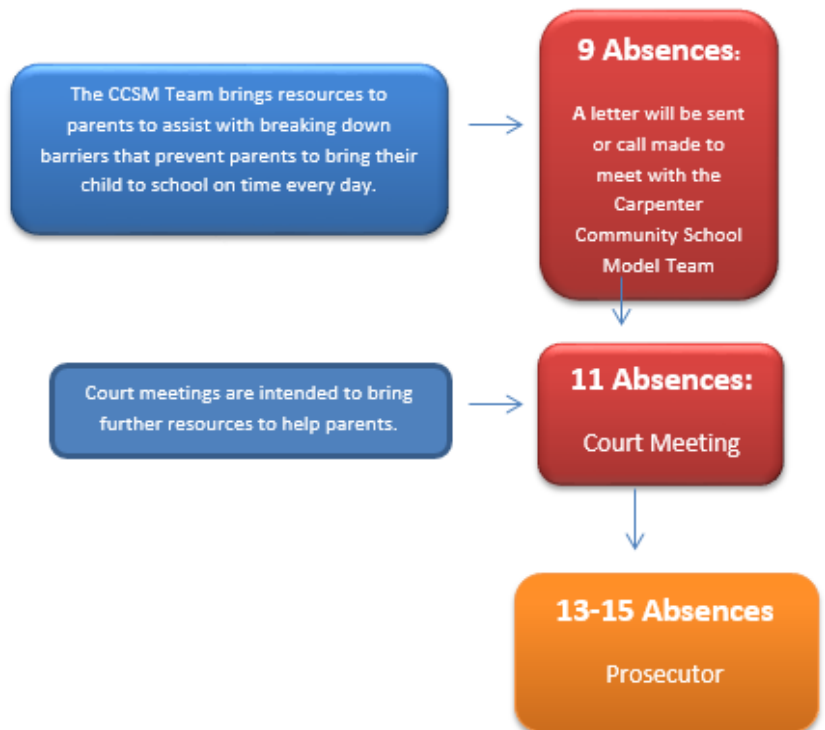 The CCSM Team brings resources to
parents to assist with breaking down
barriers that prevent parents to bring their
child to school on time every day.
9 Absences:
A letter will be sent
or call made to
meet with the
Carpenter
Community School
Model Team
Court meetings are intended to bring
further resources to help parents.
11 Absences:
Court Meeting
13-15 Absences
Prosecutor